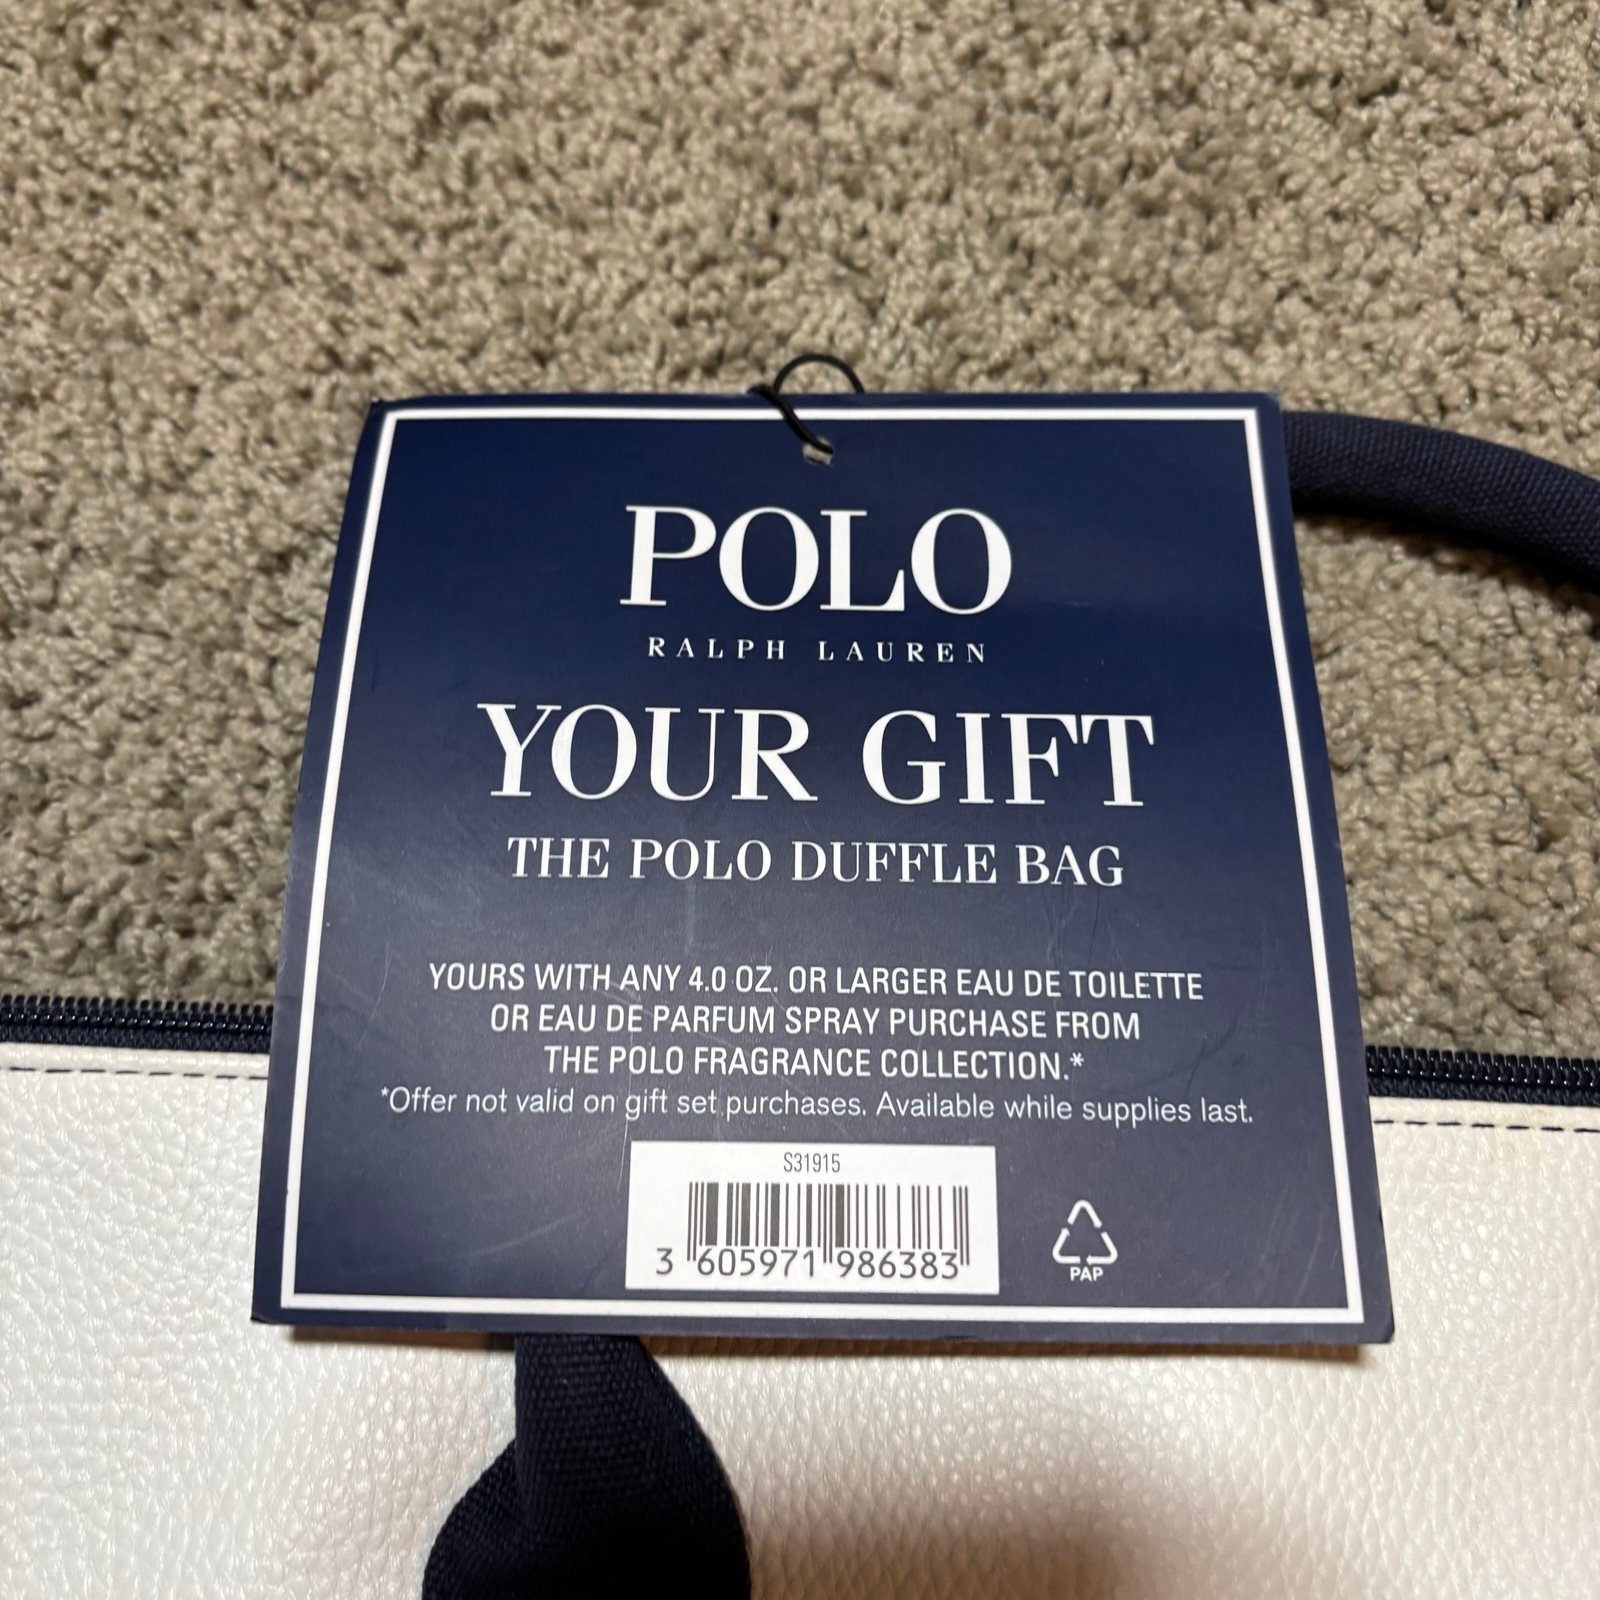 POLO
RALPH LAUREN
YOUR GIFT
THE POLO DUFFLE BAG
YOURS WITH ANY 4.0 OZ. OR LARGER EAU DE TOILETTE
OR EAU DE PARFUM SPRAY PURCHASE FROM
THE POLO FRAGRANCE COLLECTION.*
*Offer not valid on gift set purchases. Available while supplies last.
S31915
3 605971 986383
PAP